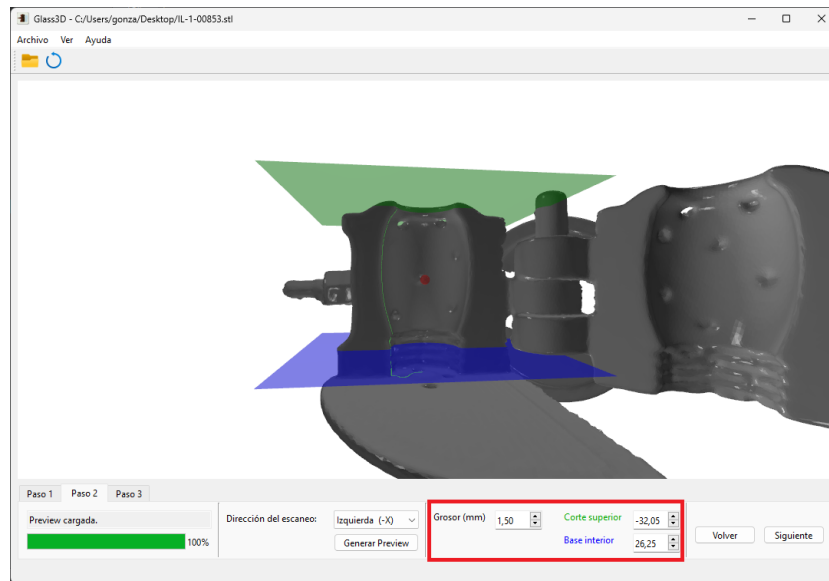 Glass3D - C:/Users/gonza/Desktop/IL-1-00853.stl
Archivo Ver Ayuda
Paso 1 Paso 2 Paso 3
Preview cargada.
100%
Dirección del escaneo:
Izquierda (-X)
Generar Preview
Grosor (mm) 1,50
Corte superior -32,05
Base interior 26,25
Volver Siguiente